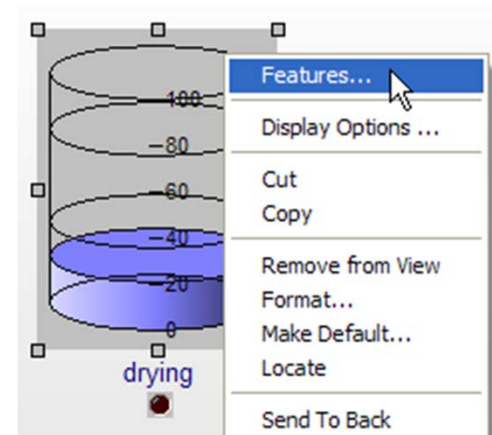 Features...
100
Display Options ...
80
60
Cut
Copy
40
Remove from View
20
Format...
0
Make Default...
drying
Locate
Send To Back